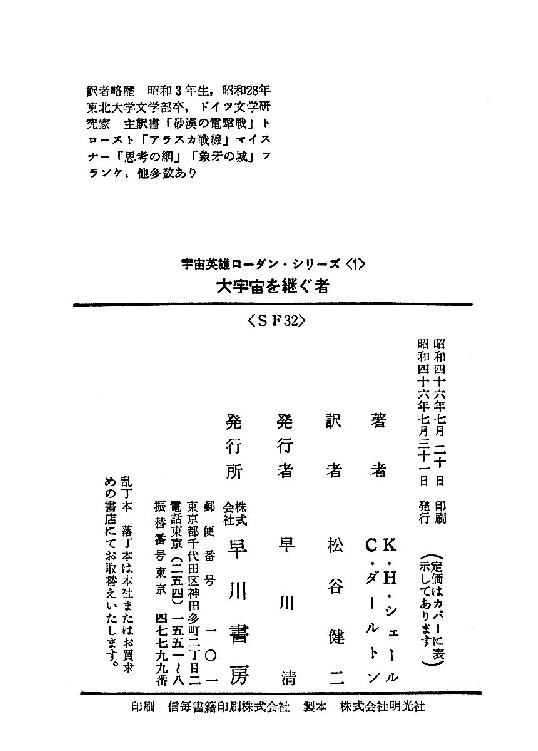 訳者略歴　昭和3年生，昭和28年
東北大学文学部卒，ドイツ文学研
究家　主訳書「砂漠の電撃戦」ト
ロースト「アラスカ戦線」マイス
ナー「思考の網」「象牙の城」フ
ランケ，他多数あり
宇宙英雄ローダン・シリーズ〈1〉
大宇宙を継ぐ者
〈ＳＦ32〉
昭和四十六年七月二十日　印刷
昭和四十六年七月三十一日　発行
（定価はカバーに表
示してあります）
著者　K・H・シェール
C・ダールトン
訳者　松谷健二
発行者　早川清
発行所　株式会社　早川書房
郵便番号　一〇一
東京都千代田区神田多町二丁目二
電話東京（二五四）一五五一〜八
振替番号東京　四七七九九番
乱丁本　落丁本は本社またはお買求
めの書店にてお取替えいたします。
印刷　信毎書籍印刷株式会社　製本　株式会社明光社